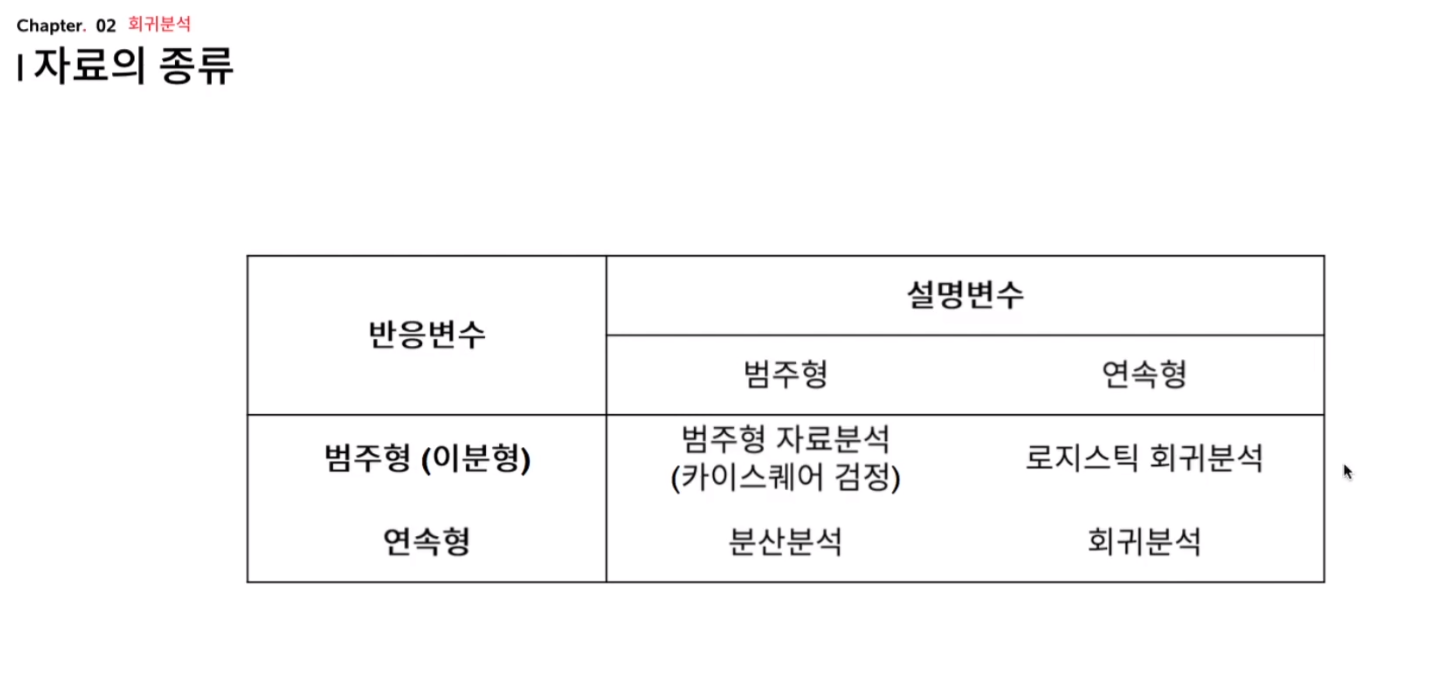 Chapter. 02 회귀분석
자료의 종류
설명변수
반응변수
범주형 연속형
범주형 (이분형)
범주형 자료분석
(카이스퀘어 검정)
로지스틱 회귀분석
연속형 분산분석 회귀분석